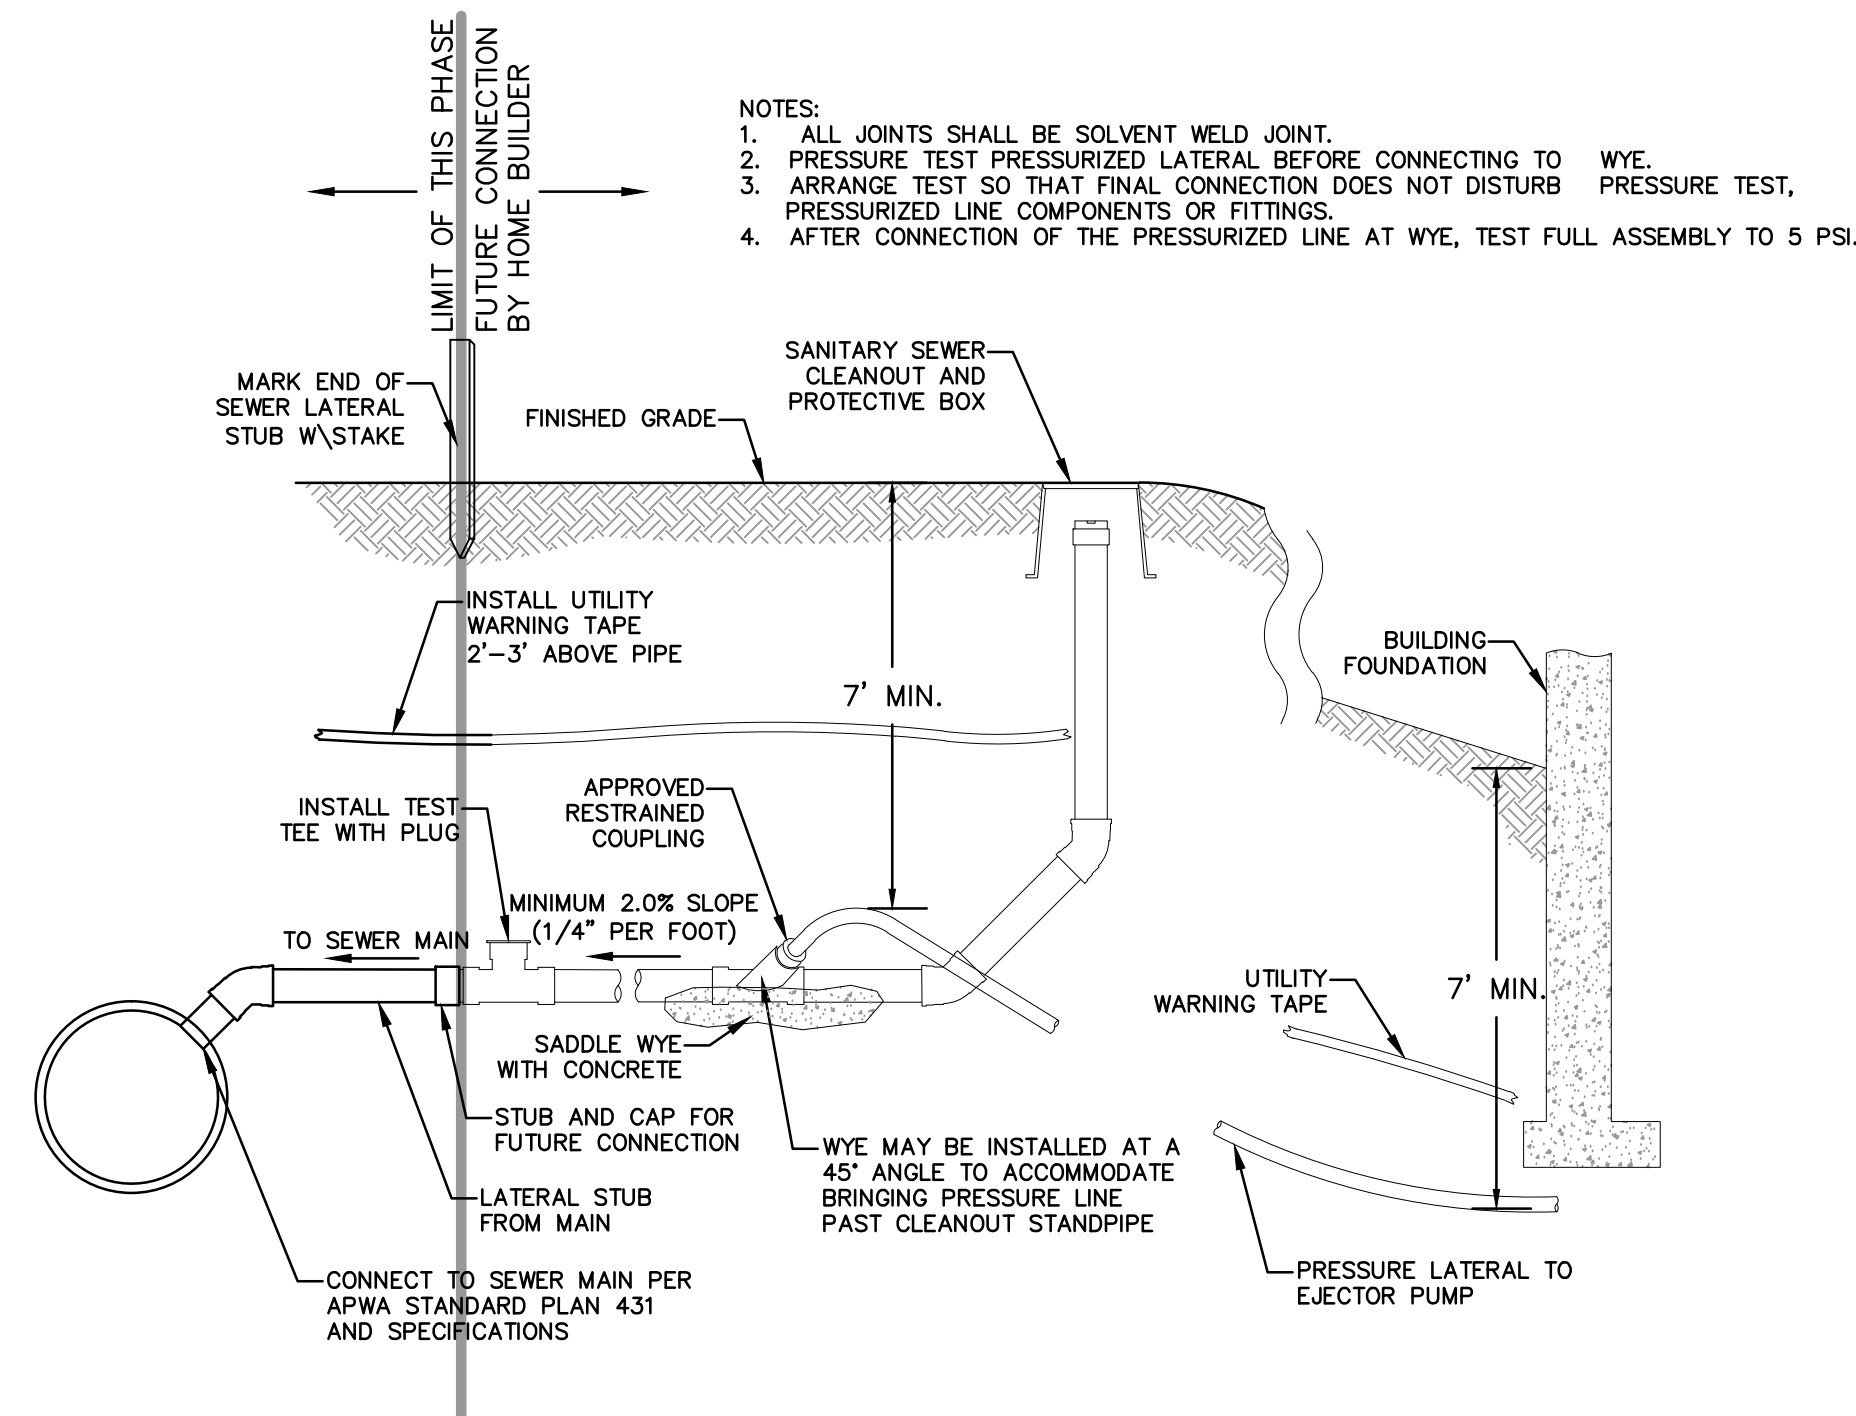 LIMIT OF THIS PHASE
FUTURE CONNECTION
BY HOME BUILDER
NOTES:
1. ALL JOINTS SHALL BE SOLVENT WELD JOINT.
2. PRESSURE TEST PRESSURIZED LATERAL BEFORE CONNECTING TO WYE.
3. ARRANGE TEST SO THAT FINAL CONNECTION DOES NOT DISTURB PRESSURE TEST,
PRESSURIZED LINE COMPONENTS OR FITTINGS.
4. AFTER CONNECTION OF THE PRESSURIZED LINE AT WYE, TEST FULL ASSEMBLY TO 5 PSI.
SANITARY SEWER
CLEANOUT AND
PROTECTIVE BOX
MARK END OF
SEWER LATERAL
STUB W\STAKE
FINISHED GRADE
INSTALL UTILITY
WARNING TAPE
2'-3' ABOVE PIPE
BUILDING
FOUNDATION
7' MIN.
APPROVED
RESTRAINED
COUPLING
INSTALL TEST
TEE WITH PLUG
MINIMUM 2.0% SLOPE
(1/4" PER FOOT)
TO SEWER MAIN
UTILITY
WARNING TAPE
7' MIN.
SADDLE WYE
WITH CONCRETE
STUB AND CAP FOR
FUTURE CONNECTION
WYE MAY BE INSTALLED AT A
45° ANGLE TO ACCOMMODATE
BRINGING PRESSURE LINE
PAST CLEANOUT STANDPIPE
LATERAL STUB
FROM MAIN
PRESSURE LATERAL TO
EJECTOR PUMP
CONNECT TO SEWER MAIN PER
APWA STANDARD PLAN 431
AND SPECIFICATIONS